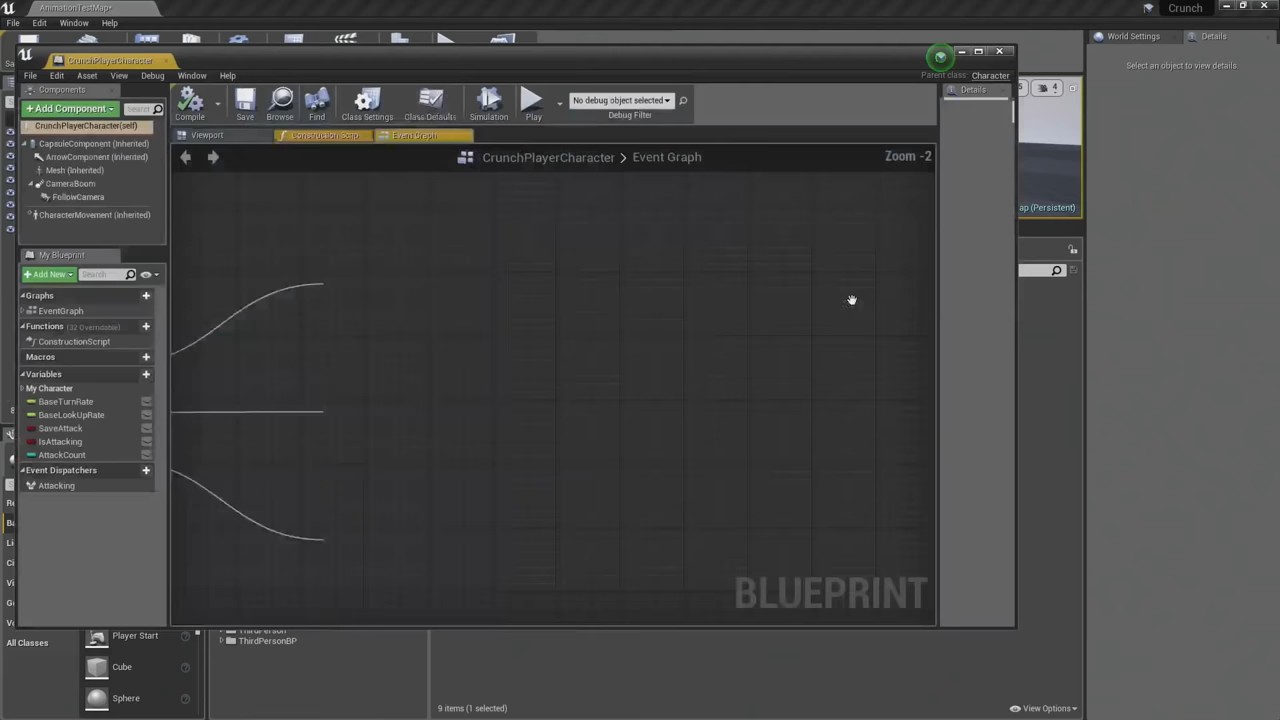 AnimationTestMap*
Crunch
File Edit Window Help
World Settings
Details
Select an object to view details
CrunchPlayerCharacter
File Edit Asset View Debug Window Help
Parent class: Character
Components
Add Component
Search
CrunchPlayerCharacter(self)
CapsuleComponent (Inherited)
ArrowComponent (Inherited)
Mesh (Inherited)
CameraBoom
FollowCamera
CharacterMovement (Inherited)
Compile
Save
Browse
Find
Class Settings
Class Defaults
Simulation
Play
No debug object selected
Debug Filter
Details
Viewport
Construction Scrip
Event Graph
CrunchPlayerCharacter > Event Graph
Zoom -2
My Blueprint
Add New
Search
Graphs
EventGraph
Functions (32 Overridable)
ConstructionScript
Macros
Variables
My Character
BaseTurnRate
BaseLookUpRate
SaveAttack
IsAttacking
AttackCount
Event Dispatchers
Attacking
BLUEPRINT
ap (Persistent)
4
All Classes
Player Start
Cube
Sphere
ThirdPerson
ThirdPersonBP
9 items (1 selected)
View Options